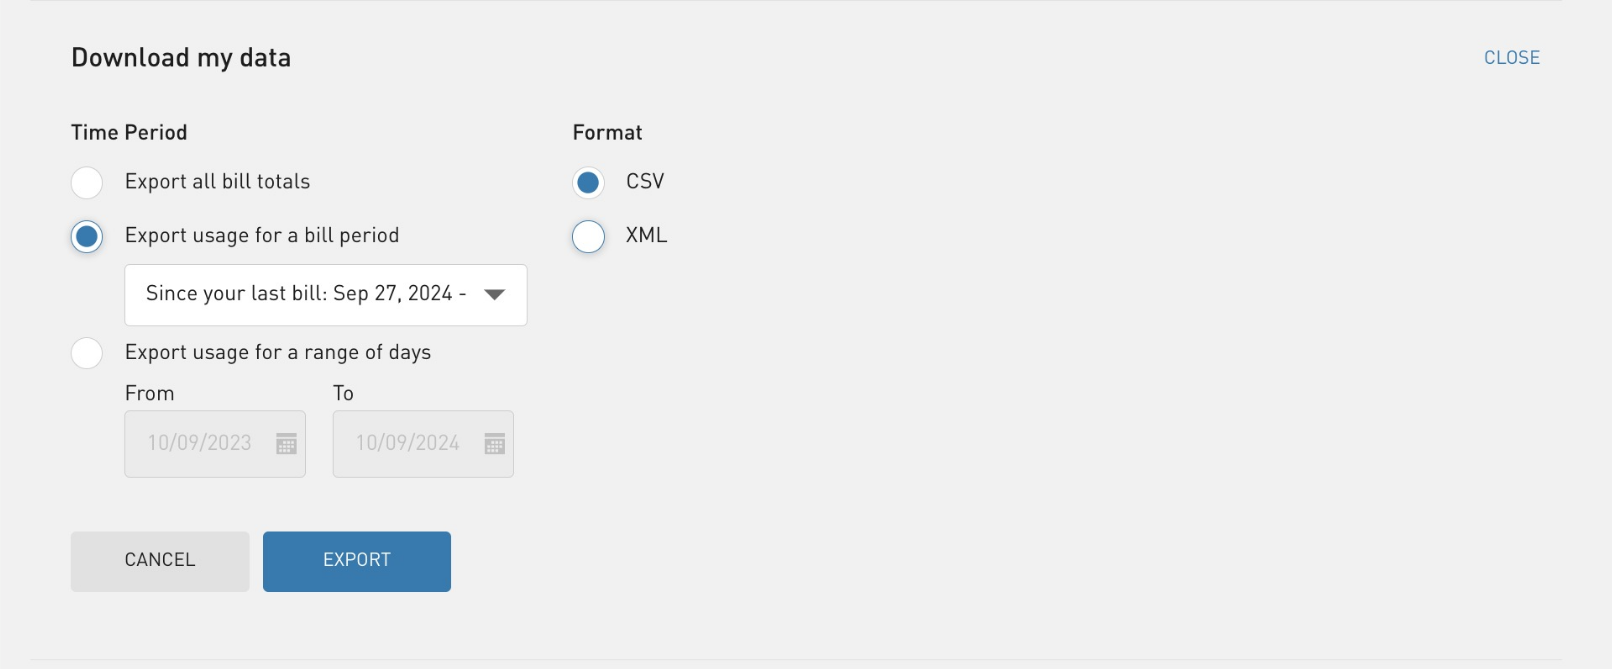 Download my data
CLOSE
Time Period
Format
Export all bill totals
CSV
Export usage for a bill period
XML
Since your last bill: Sep 27, 2024 -
Export usage for a range of days
From
To
10/09/2023
10/09/2024
CANCEL
EXPORT